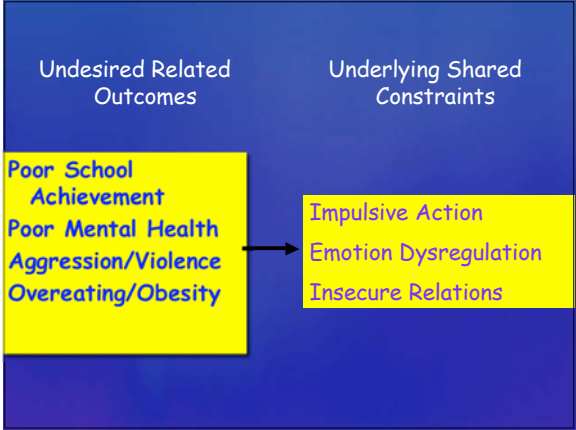 Undesired Related
Outcomes
Underlying Shared
Constraints
Poor School
Achievement
Poor Mental Health
Aggression/Violence
Overeating/Obesity
Impulsive Action
Emotion Dysregulation
Insecure Relations